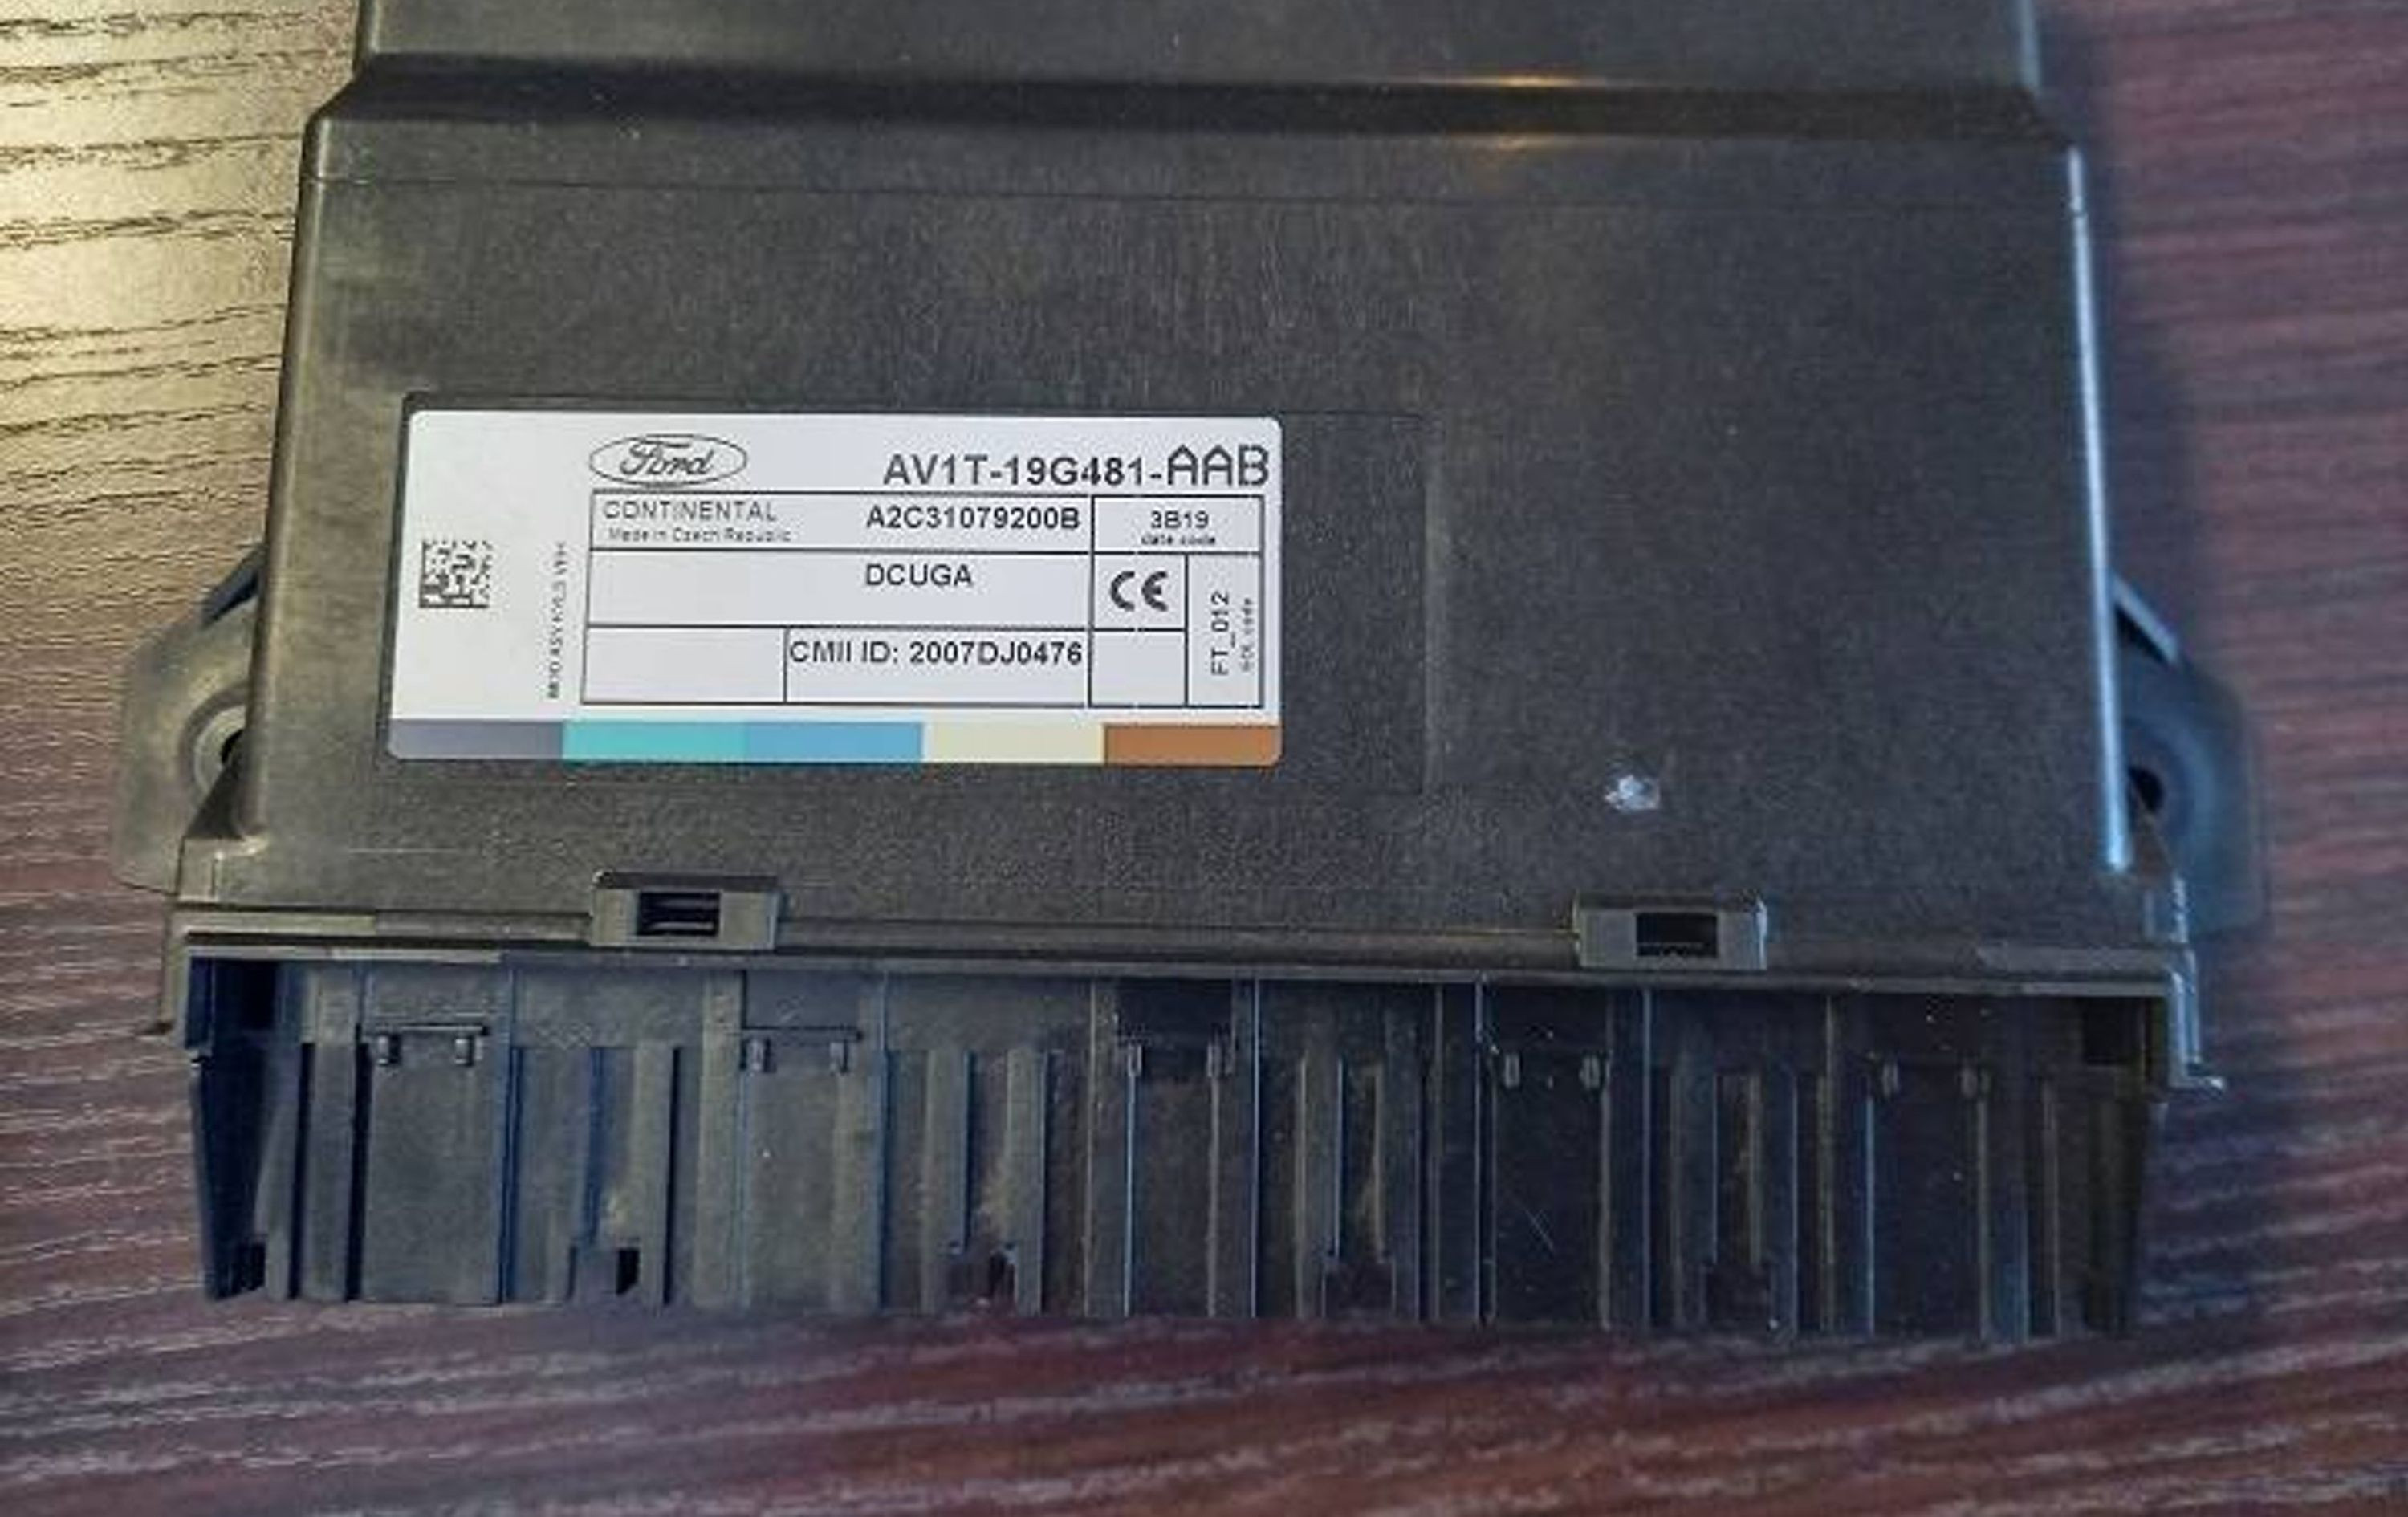 Ford
AV1T-19G481-AAB
CONTINENTAL A2C31079200B
3B19
Made in Czech Republic
date code
DCUGA
CE
FT_012
CMII ID: 2007DJ0476